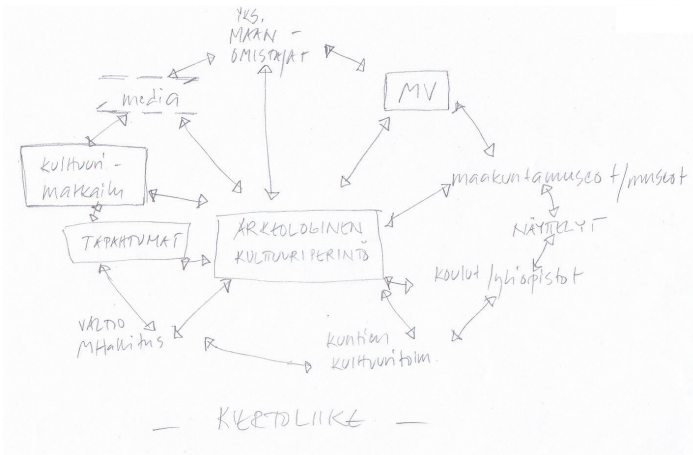 YKS.
MAAN-
OMISTAJAT
media
MV
KULTTUURI-
matkailu
maakuntamuseot/museot
NÄYTTELYT
TAPAHTUMAT
ARKEOLOGINEN
KULTTUURIPERINTÖ
koulut/yliopistot
VALTIO
MHallitus
kuntien
kulttuuritoim.
— KIERTOLIIKE —